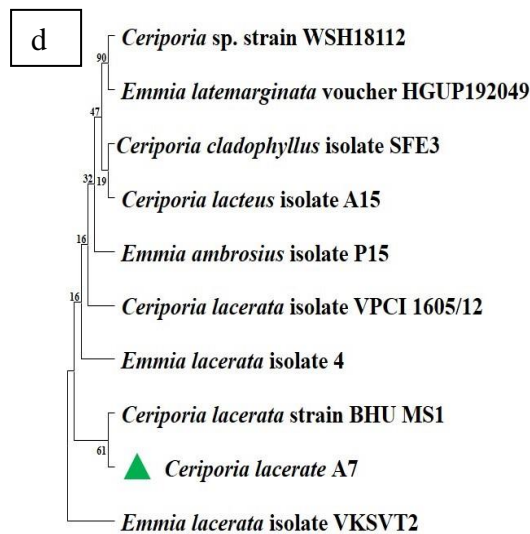 d
Ceriporia sp. strain WSH18112
90
Emmia latemarginata voucher HGUP192049
47
Ceriporia cladophyllus isolate SFE3
32
19
Ceriporia lacteus isolate A15
16
Emmia ambrosius isolate P15
16
Ceriporia lacerata isolate VPCI 1605/12
Emmia lacerata isolate 4
Ceriporia lacerata strain BHU MS1
61
Ceriporia lacerate A7
Emmia lacerata isolate VKSVT2